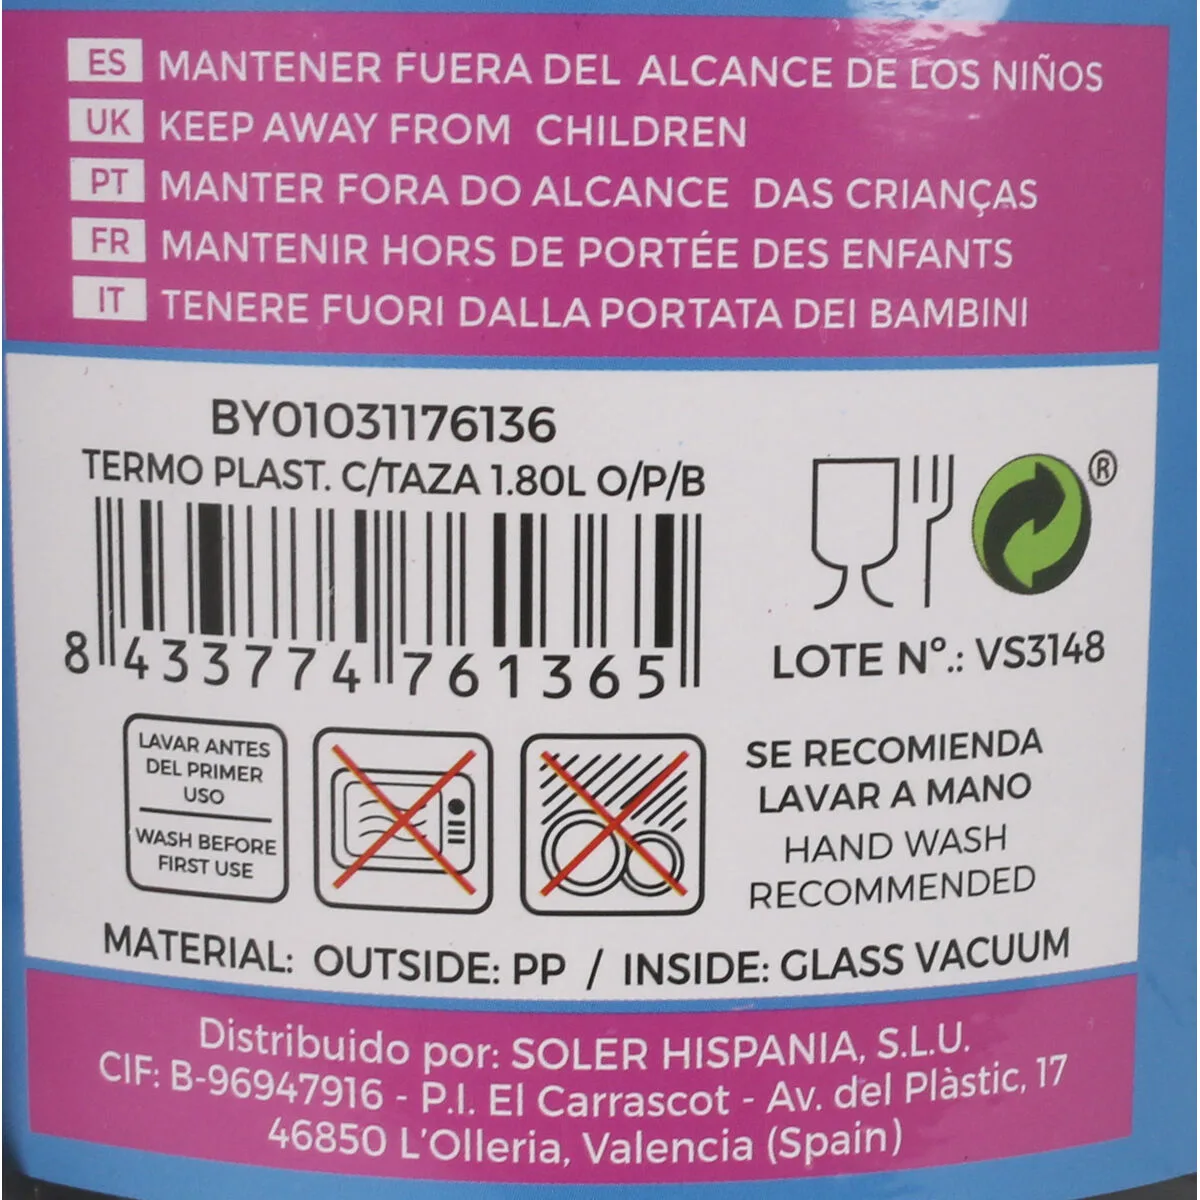 ES MANTENER FUERA DEL ALCANCE DE LOS NIÑOS
UK KEEP AWAY FROM CHILDREN
PT MANTER FORA DO ALCANCE DAS CRIANÇAS
FR MANTENIR HORS DE PORTÉE DES ENFANTS
IT TENERE FUORI DALLA PORTATA DEI BAMBINI
BY01031176136
TERMO PLAST. C/TAZA 1.80L O/P/B
8 433774 761365
®
LOTE Nº.: VS3148
LAVAR ANTES
DEL PRIMER
USO
WASH BEFORE
FIRST USE
SE RECOMIENDA
LAVAR A MANO
HAND WASH
RECOMMENDED
MATERIAL: OUTSIDE: PP / INSIDE: GLASS VACUUM
Distribuido por: SOLER HISPANIA, S.L.U.
CIF: B-96947916 - P.I. El Carrascot - Av. del Plàstic, 17
46850 L'Olleria, Valencia (Spain)